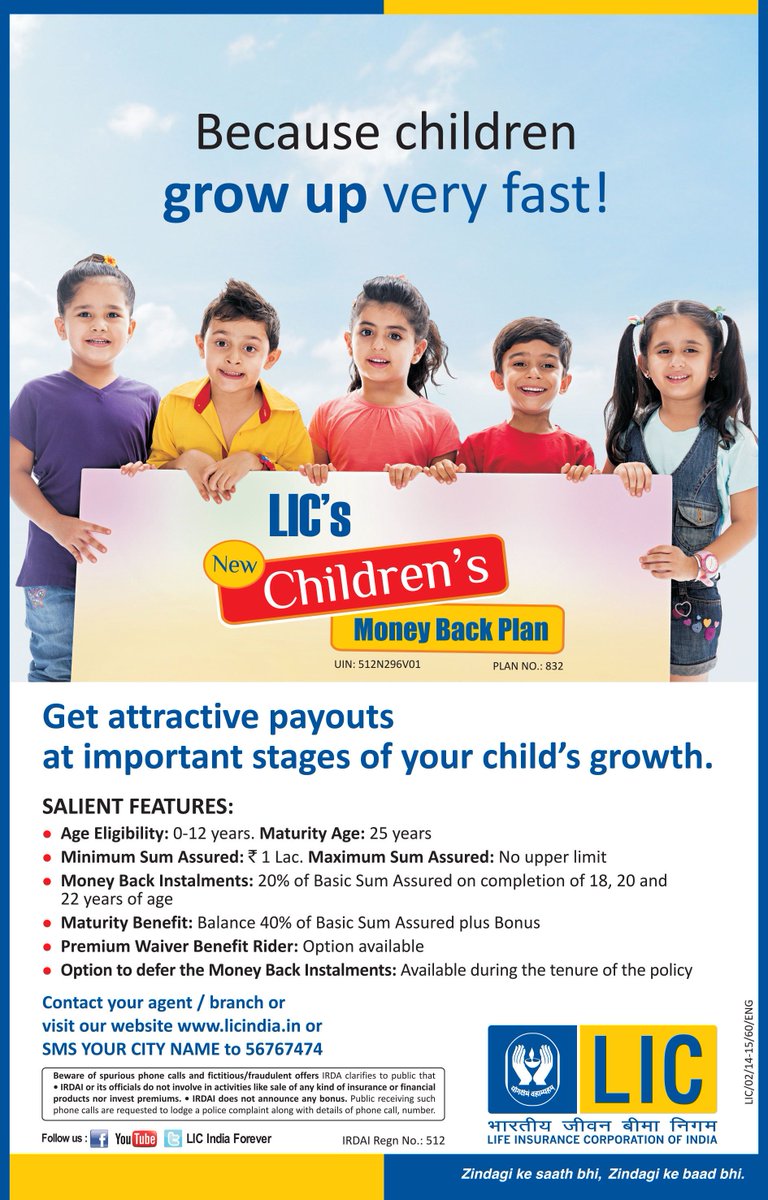 Because children
grow up very fast!
LIC's
New
Children's
Money Back Plan
UIN: 512N296V01 PLAN NO.: 832
Get attractive payouts
at important stages of your child's growth.
SALIENT FEATURES:
• Age Eligibility: 0-12 years. Maturity Age: 25 years
• Minimum Sum Assured: ₹ 1 Lac. Maximum Sum Assured: No upper limit
• Money Back Instalments: 20% of Basic Sum Assured on completion of 18, 20 and
22 years of age
• Maturity Benefit: Balance 40% of Basic Sum Assured plus Bonus
• Premium Waiver Benefit Rider: Option available
• Option to defer the Money Back Instalments: Available during the tenure of the policy
Contact your agent / branch or
visit our website www.licindia.in or
SMS YOUR CITY NAME to 56767474
Beware of spurious phone calls and fictitious/fraudulent offers IRDA clarifies to public that
• IRDAI or its officials do not involve in activities like sale of any kind of insurance or financial
products nor invest premiums. • IRDAI does not announce any bonus. Public receiving such
phone calls are requested to lodge a police complaint along with details of phone call, number.
Follow us : f YouTube LIC India Forever IRDAI Regn No.: 512
योगक्षेमं वहाम्यहम्
LIC
भारतीय जीवन बीमा निगम
LIFE INSURANCE CORPORATION OF INDIA
LIC/02/14-15/60/ENG
Zindagi ke saath bhi, Zindagi ke baad bhi.